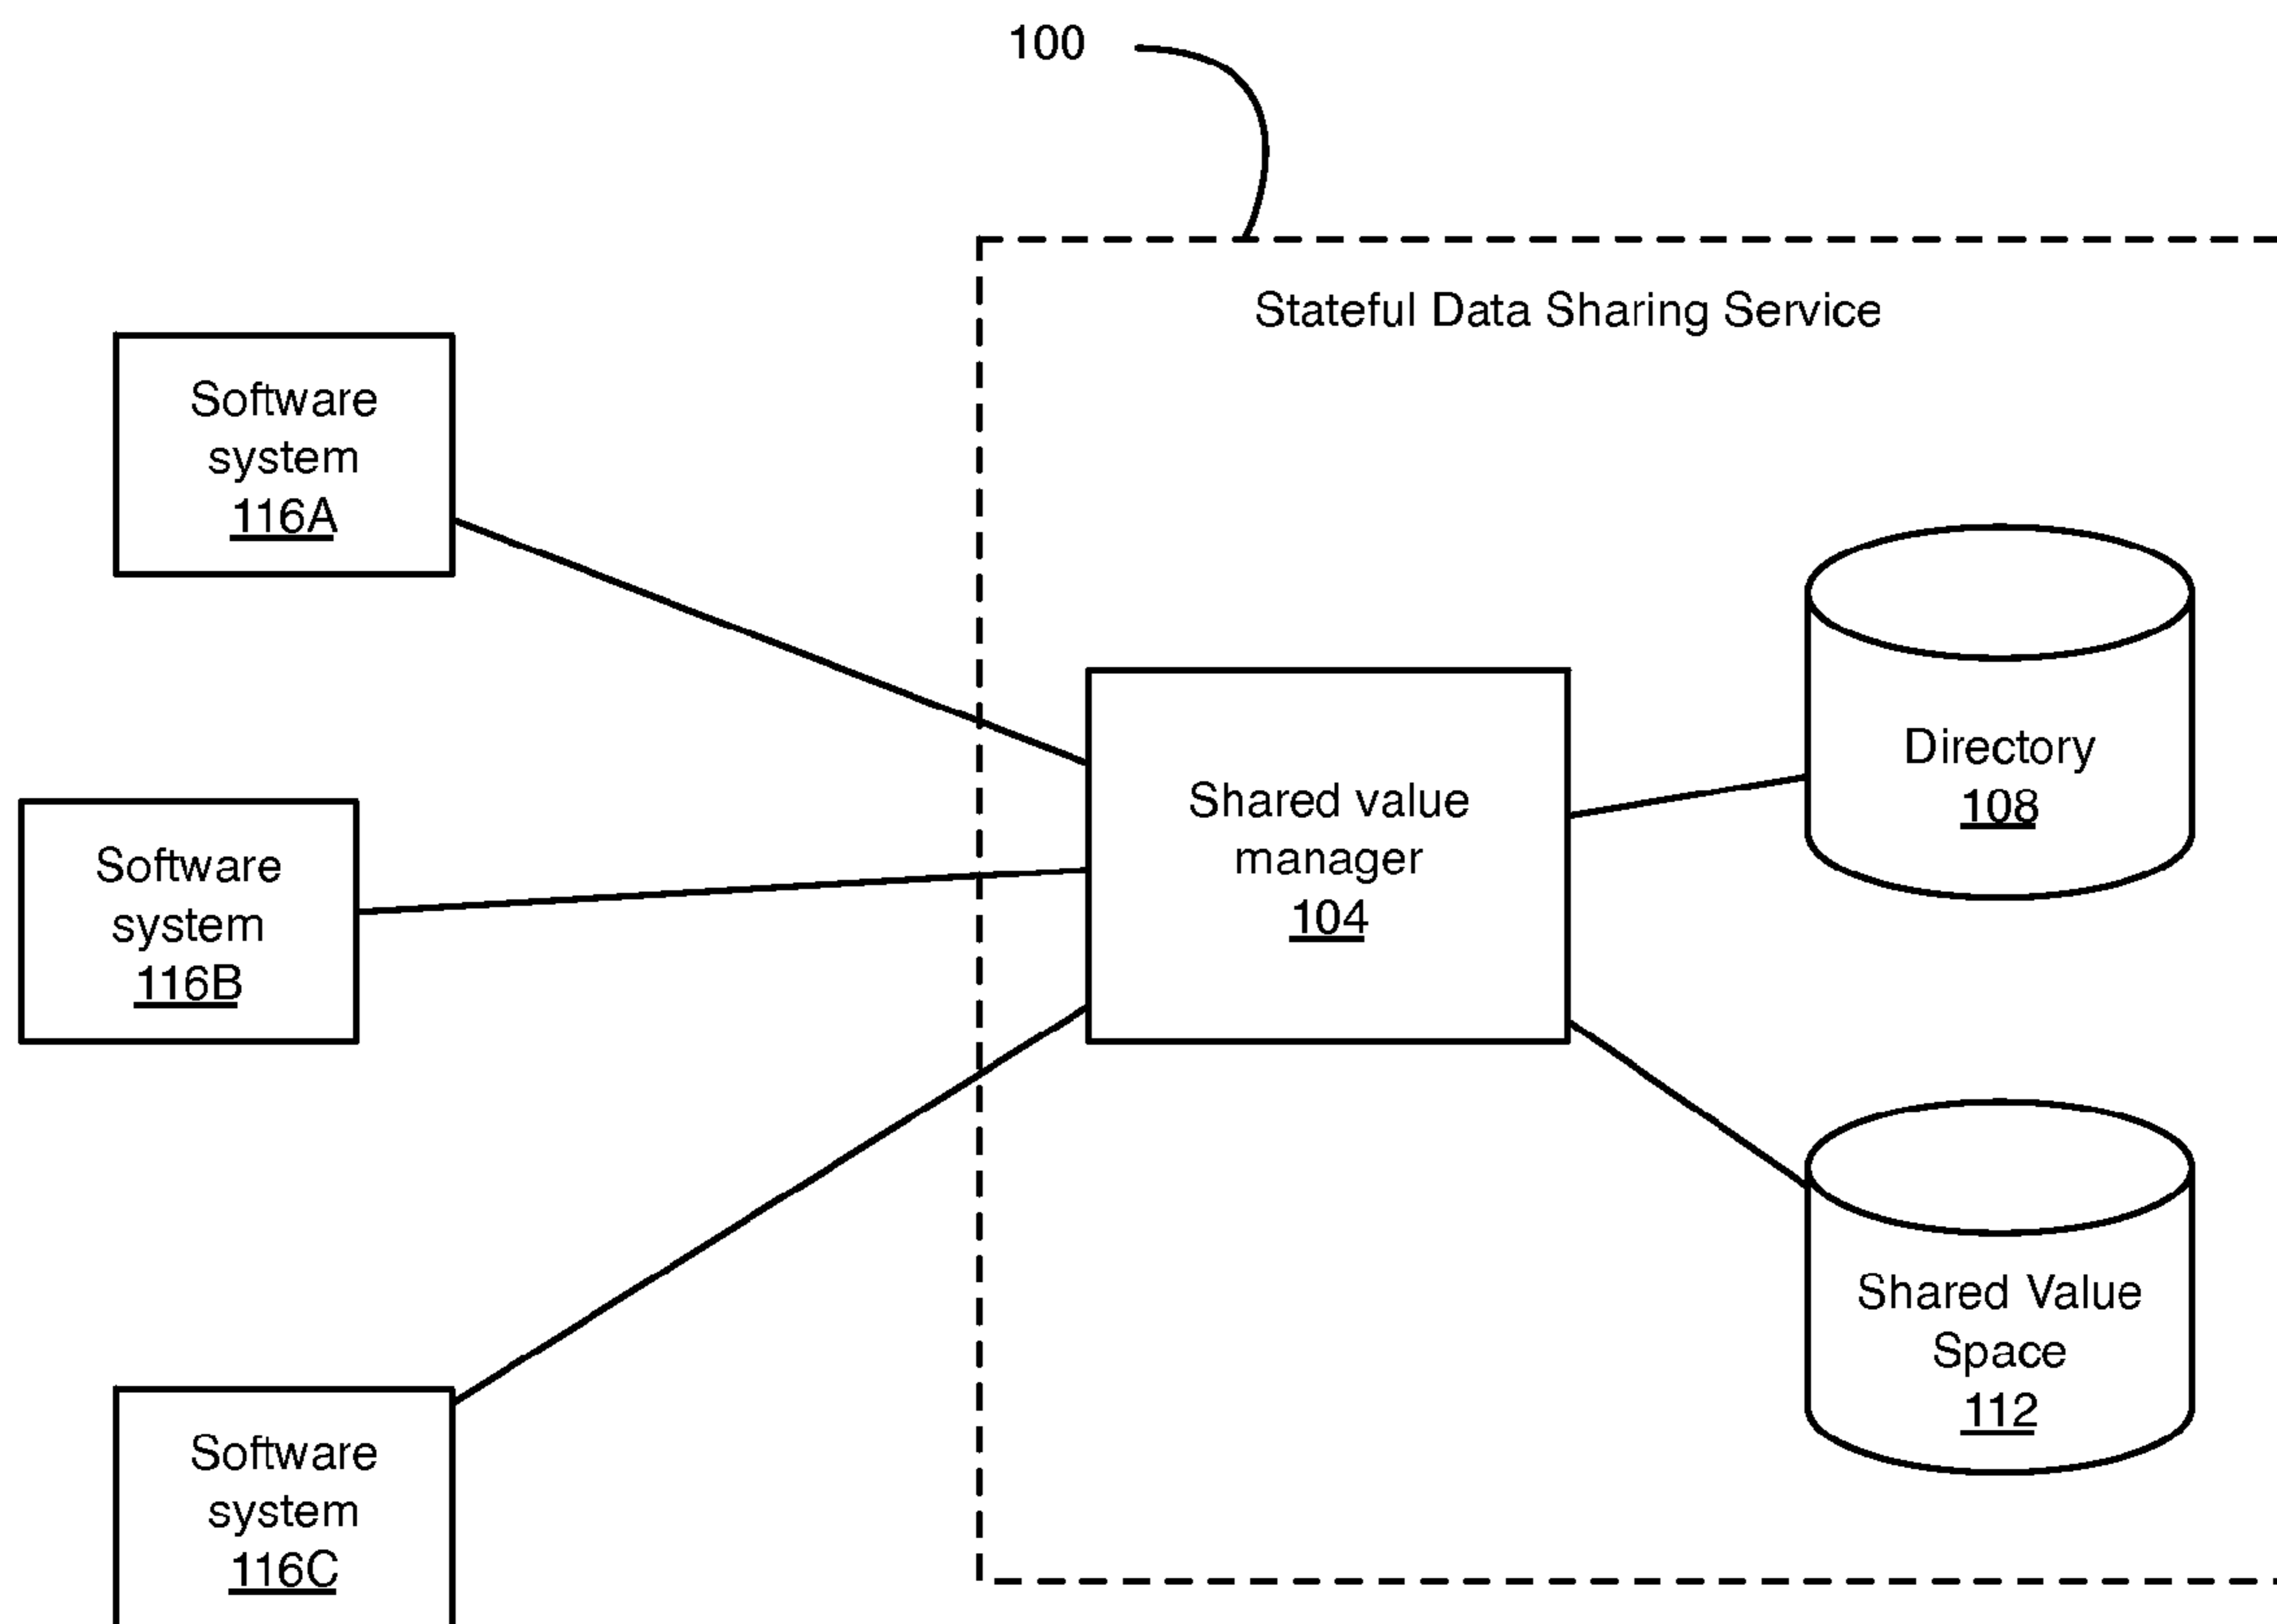 100
Stateful Data Sharing Service
Software
system
116A
Directory
108
Shared value
manager
104
Software
system
116B
Shared Value
Space
112
Software
system
116C